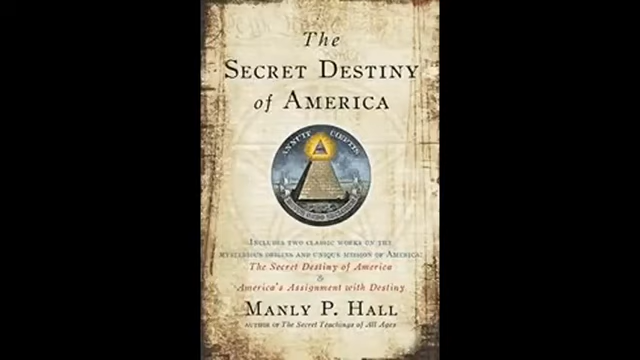 The
SECRET DESTINY
of AMERICA
ANNUIT CŒPTIS
INCLUDES TWO CLASSIC WORKS ON THE
MYSTERIOUS ORIGINS AND UNIQUE MISSION OF AMERICA:
The Secret Destiny of America
&
America's Assignment with Destiny
MANLY P. HALL
AUTHOR OF The Secret Teachings of All Ages